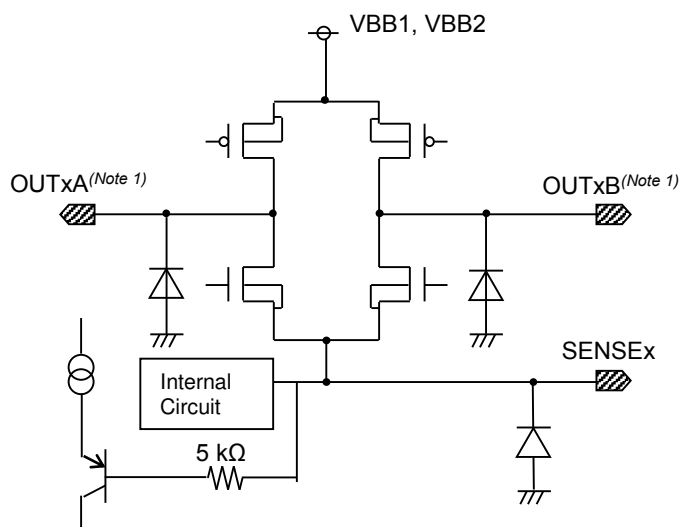 VBB1, VBB2
OUTxA(Note 1)
OUTxB(Note 1)
SENSEx
Internal
Circuit
5 kΩ